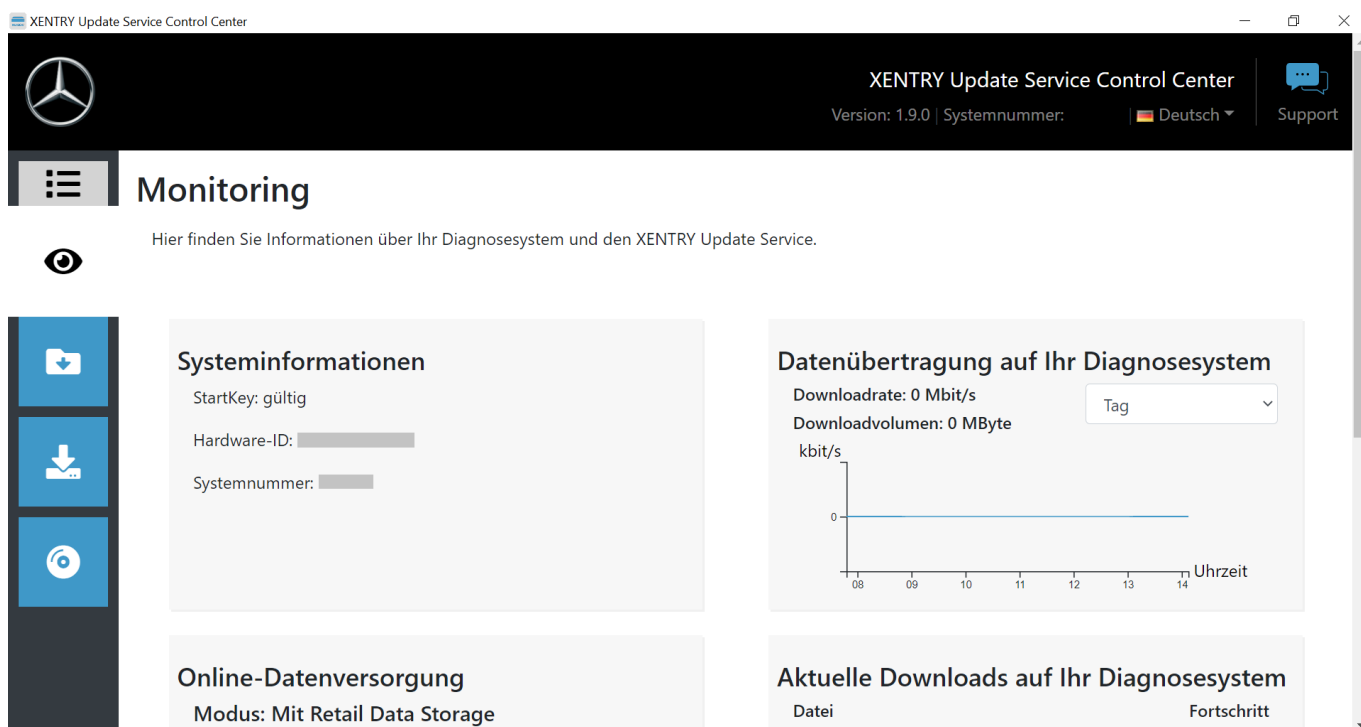 XENTRY Update Service Control Center
XENTRY Update Service Control Center
Version: 1.9.0 | Systemnummer: | Deutsch
Support
Monitoring
Hier finden Sie Informationen über Ihr Diagnosesystem und den XENTRY Update Service.
Systeminformationen
StartKey: gültig
Hardware-ID:
Systemnummer:
Datenübertragung auf Ihr Diagnosesystem
Downloadrate: 0 Mbit/s
Tag
Downloadvolumen: 0 MByte
kbit/s
0
08 09 10 11 12 13 14
Uhrzeit
Online-Datenversorgung
Modus: Mit Retail Data Storage
Aktuelle Downloads auf Ihr Diagnosesystem
Datei Fortschritt